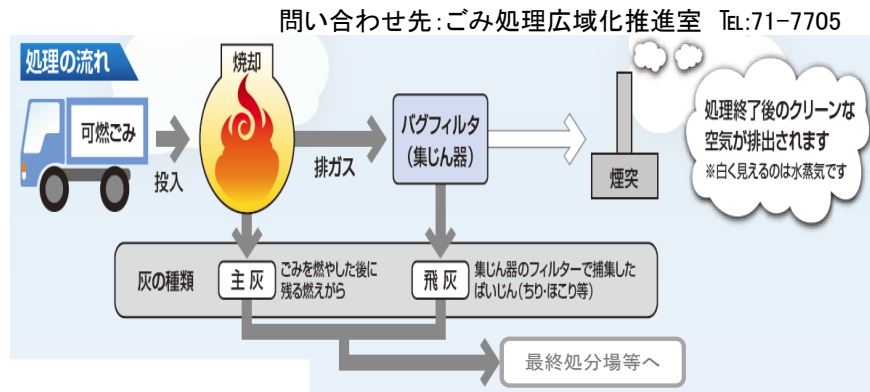 問い合わせ先:ごみ処理広域化推進室 ℡:71-7705
処理の流れ
可燃ごみ
投入
焼却
排ガス
バグフィルタ
(集じん器)
煙突
処理終了後のクリーンな
空気が排出されます
※白く見えるのは水蒸気です
灰の種類
主灰
ごみを燃やした後に
残る燃えがら
飛灰
集じん器のフィルターで捕集した
ばいじん(ちり・ほこり等)
最終処分場等へ